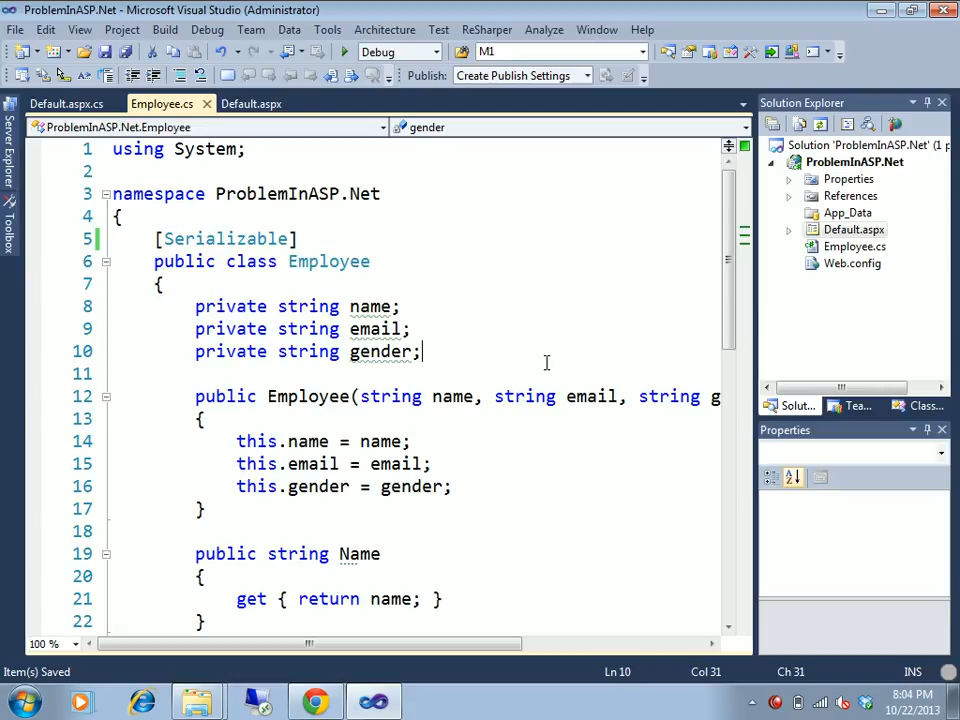 ProblemInASP.Net - Microsoft Visual Studio (Administrator)
File Edit View Project Build Debug Team Data Tools Architecture Test ReSharper Analyze Window Help
Debug M1
Publish: Create Publish Settings
Default.aspx.cs Employee.cs Default.aspx
ProblemInASP.Net.Employee gender
Server Explorer
Toolbox
1 using System;
2
3 namespace ProblemInASP.Net
4 {
5 [Serializable]
6 public class Employee
7 {
8 private string name;
9 private string email;
10 private string gender;
11
12 public Employee(string name, string email, string g
13 {
14 this.name = name;
15 this.email = email;
16 this.gender = gender;
17 }
18
19 public string Name
20 {
21 get { return name; }
22 }
100 %
Solution Explorer
Solution 'ProblemInASP.Net' (1 p
ProblemInASP.Net
Properties
References
App_Data
Default.aspx
Employee.cs
Web.config
Solut... Tea... Class...
Properties
Item(s) Saved Ln 10 Col 31 Ch 31 INS
8:04 PM
10/22/2013